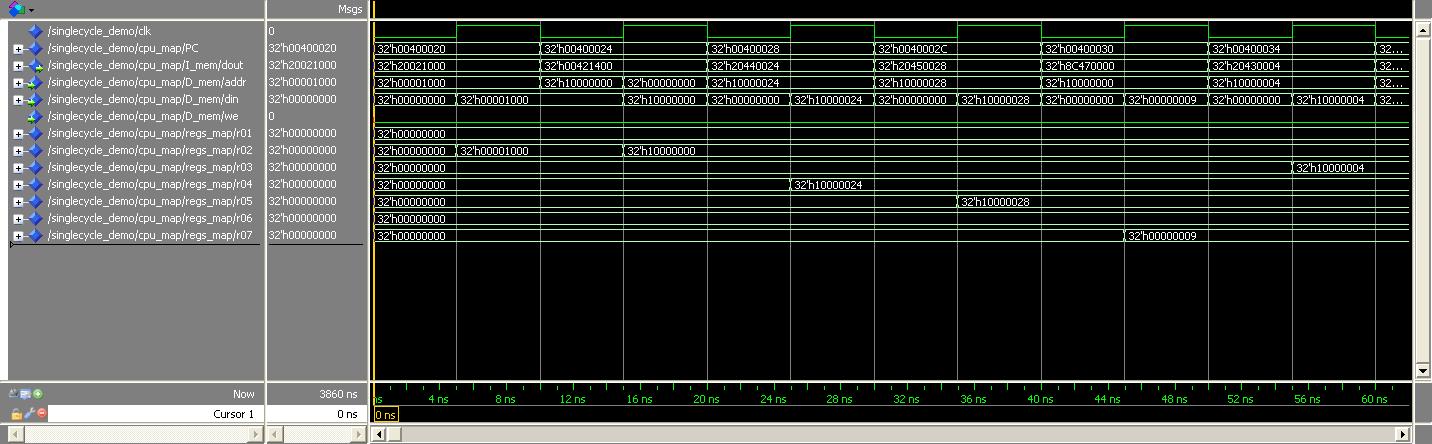 Msgs
/singlecycle_demo/clk 0
/singlecycle_demo/cpu_map/PC 32'h00400020 32'h00400020 32'h00400024 32'h00400028 32'h0040002C 32'h00400030 32'h00400034 32'...
/singlecycle_demo/cpu_map/I_mem/dout 32'h20021000 32'h20021000 32'h00421400 32'h20440024 32'h20450028 32'h8C470000 32'h20430004 32'...
/singlecycle_demo/cpu_map/D_mem/addr 32'h00001000 32'h00001000 32'h10000000 32'h00000000 32'h10000024 32'h10000028 32'h10000000 32'h10000004 32'...
/singlecycle_demo/cpu_map/D_mem/din 32'h00000000 32'h00000000 32'h00001000 32'h10000000 32'h00000000 32'h10000024 32'h00000000 32'h10000028 32'h00000000 32'h00000009 32'h00000000 32'h10000004 32'...
/singlecycle_demo/cpu_map/D_mem/we 0
/singlecycle_demo/cpu_map/regs_map/r01 32'h00000000 32'h00000000
/singlecycle_demo/cpu_map/regs_map/r02 32'h00000000 32'h00000000 32'h00001000 32'h10000000
/singlecycle_demo/cpu_map/regs_map/r03 32'h00000000 32'h00000000 32'h10000004
/singlecycle_demo/cpu_map/regs_map/r04 32'h00000000 32'h00000000 32'h10000024
/singlecycle_demo/cpu_map/regs_map/r05 32'h00000000 32'h00000000 32'h10000028
/singlecycle_demo/cpu_map/regs_map/r06 32'h00000000 32'h00000000
/singlecycle_demo/cpu_map/regs_map/r07 32'h00000000 32'h00000000 32'h00000009
Now 3860 ns ns 4 ns 8 ns 12 ns 16 ns 20 ns 24 ns 28 ns 32 ns 36 ns 40 ns 44 ns 48 ns 52 ns 56 ns 60 ns
Cursor 1 0 ns 0 ns